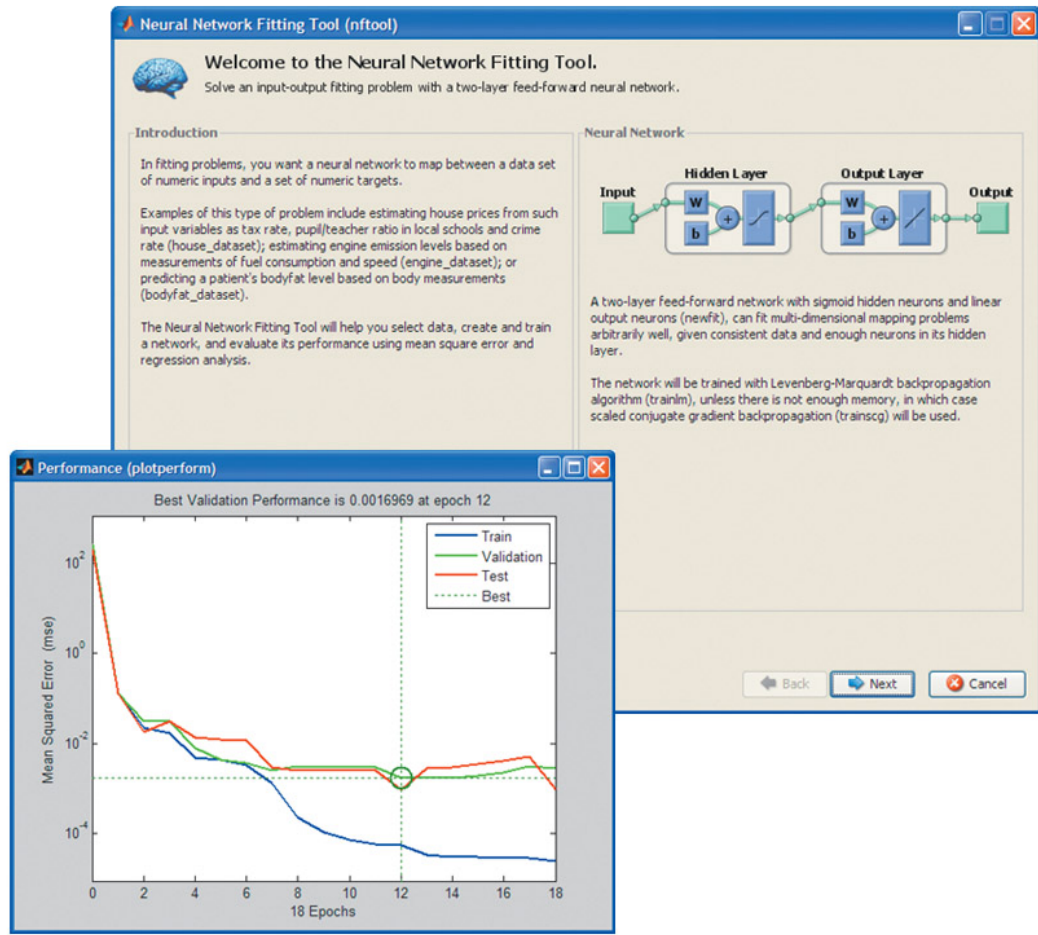 Neural Network Fitting Tool (nftool)
Welcome to the Neural Network Fitting Tool.
Solve an input-output fitting problem with a two-layer feed-forward neural network.
Introduction
In fitting problems, you want a neural network to map between a data set
of numeric inputs and a set of numeric targets.
Examples of this type of problem include estimating house prices from such
input variables as tax rate, pupil/teacher ratio in local schools and crime
rate (house_dataset); estimating engine emission levels based on
measurements of fuel consumption and speed (engine_dataset); or
predicting a patient's bodyfat level based on body measurements
(bodyfat_dataset).
The Neural Network Fitting Tool will help you select data, create and train
a network, and evaluate its performance using mean square error and
regression analysis.
Neural Network
Hidden Layer
Output Layer
Input
Output
W
b
+
W
b
+
A two-layer feed-forward network with sigmoid hidden neurons and linear
output neurons (newfit), can fit multi-dimensional mapping problems
arbitrarily well, given consistent data and enough neurons in its hidden
layer.
The network will be trained with Levenberg-Marquardt backpropagation
algorithm (trainlm), unless there is not enough memory, in which case
scaled conjugate gradient backpropagation (trainscg) will be used.
Back
Next
Cancel
Performance (plotperform)
Best Validation Performance is 0.0016969 at epoch 12
Train
Validation
Test
Best
Mean Squared Error (mse)
10^2
10^0
10^-2
10^-4
0 2 4 6 8 10 12 14 16 18
18 Epochs